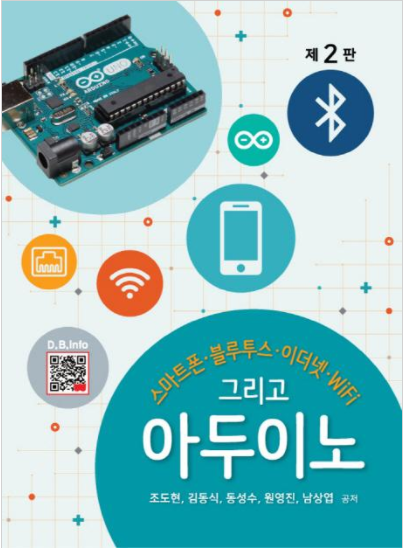 제 2 판
UNO
ARDUINO
D.B.Info
스마트폰·블루투스·이더넷·WiFi
그리고
아두이노
조도현, 김동식, 동성수, 원영진, 남상엽 공저